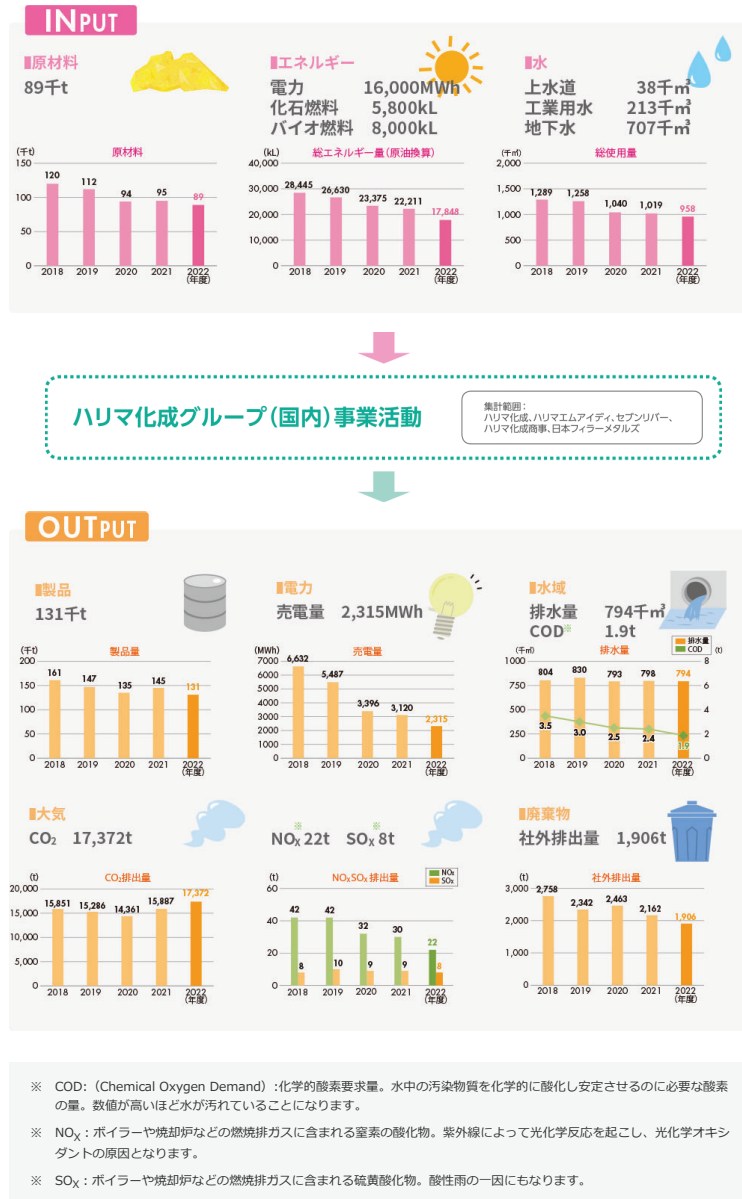 INPUT
▮原材料
89千t
▮エネルギー
電力 16,000MWh
化石燃料 5,800kL
バイオ燃料 8,000kL
▮水
上水道 38千㎥
工業用水 213千㎥
地下水 707千㎥
(千t) 原材料
150
100
50
0
120
112
94
95
89
2018 2019 2020 2021 2022
(年度)
(kL) 総エネルギー量(原油換算)
40,000
30,000
20,000
10,000
0
28,445
26,630
23,375
22,211
17,848
2018 2019 2020 2021 2022
(年度)
(千㎥) 総使用量
2,000
1,500
1,000
500
0
1,289
1,258
1,040
1,019
958
2018 2019 2020 2021 2022
(年度)
ハリマ化成グループ(国内)事業活動
集計範囲:
ハリマ化成、ハリマエムアイディ、セブンリバー、
ハリマ化成商事、日本フィラーメタルズ
OUTPUT
▮製品
131千t
▮電力
売電量 2,315MWh
▮水域
排水量 794千㎥
COD※ 1.9t
(千t) 製品量
200
150
100
50
0
161
147
135
145
131
2018 2019 2020 2021 2022
(年度)
(MWh) 売電量
7000
6000
5000
4000
3000
2000
1000
0
6,632
5,487
3,396
3,120
2,315
2018 2019 2020 2021 2022
(年度)
(千㎥) 排水量
排水量
COD
(t)
1000
750
500
250
0
8
6
4
2
0
804
830
793
798
794
3.5
3.0
2.5
2.4
1.9
2018 2019 2020 2021 2022
(年度)
▮大気
CO₂ 17,372t
NOx※ 22t SOx※ 8t
▮廃棄物
社外排出量 1,906t
(t) CO₂排出量
20,000
15,000
10,000
5,000
0
15,851
15,286
14,361
15,887
17,372
2018 2019 2020 2021 2022
(年度)
(t) NOxSOx排出量
NOx
SOx
60
40
20
0
42
42
32
30
22
8
10
9
9
8
2018 2019 2020 2021 2022
(年度)
(t) 社外排出量
3,000
2,000
1,000
0
2,758
2,342
2,463
2,162
1,906
2018 2019 2020 2021 2022
(年度)
※ COD:(Chemical Oxygen Demand):化学的酸素要求量。水中の汚染物質を化学的に酸化し安定させるのに必要な酸素
の量。数値が高いほど水が汚れていることになります。
※ NOX:ボイラーや焼却炉などの燃焼排ガスに含まれる窒素の酸化物。紫外線によって光化学反応を起こし、光化学オキシ
ダントの原因となります。
※ SOX:ボイラーや焼却炉などの燃焼排ガスに含まれる硫黄酸化物。酸性雨の一因にもなります。